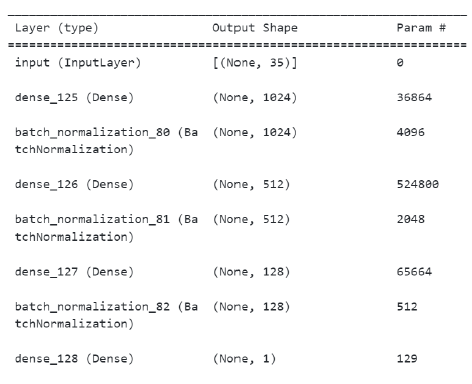 Layer (type) Output Shape Param #
input (InputLayer) [(None, 35)] 0
dense_125 (Dense) (None, 1024) 36864
batch_normalization_80 (Ba (None, 1024) 4096
tchNormalization)
dense_126 (Dense) (None, 512) 524800
batch_normalization_81 (Ba (None, 512) 2048
tchNormalization)
dense_127 (Dense) (None, 128) 65664
batch_normalization_82 (Ba (None, 128) 512
tchNormalization)
dense_128 (Dense) (None, 1) 129